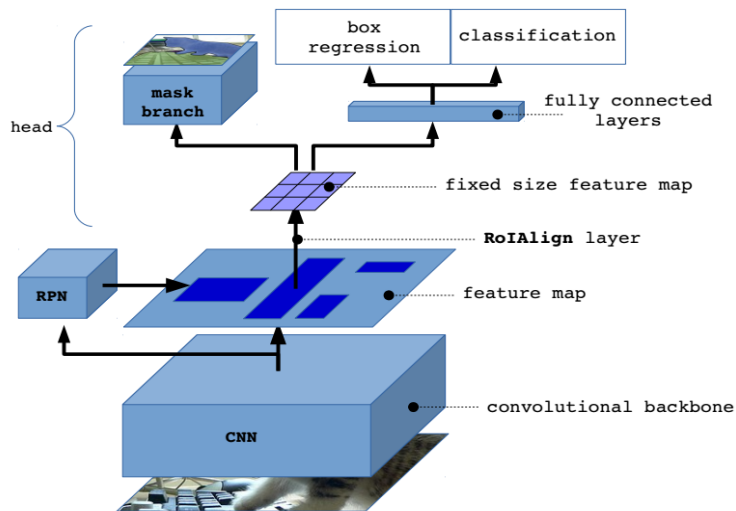 box
regression
classification
mask
branch
head
fully connected
layers
fixed size feature map
RoIAlign layer
RPN
feature map
convolutional backbone
CNN